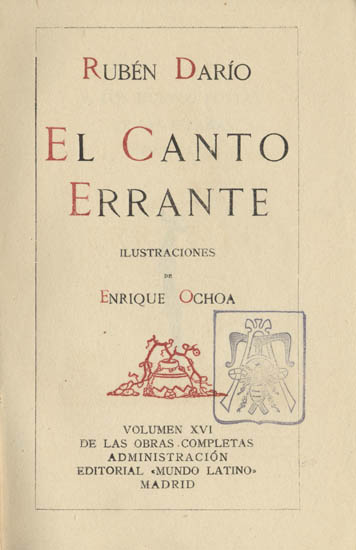 RUBÉN DARÍO
EL CANTO
ERRANTE
ILUSTRACIONES
DE
ENRIQUE OCHOA
VOLUMEN XVI
DE LAS OBRAS COMPLETAS
ADMINISTRACIÓN
EDITORIAL «MUNDO LATINO»
MADRID